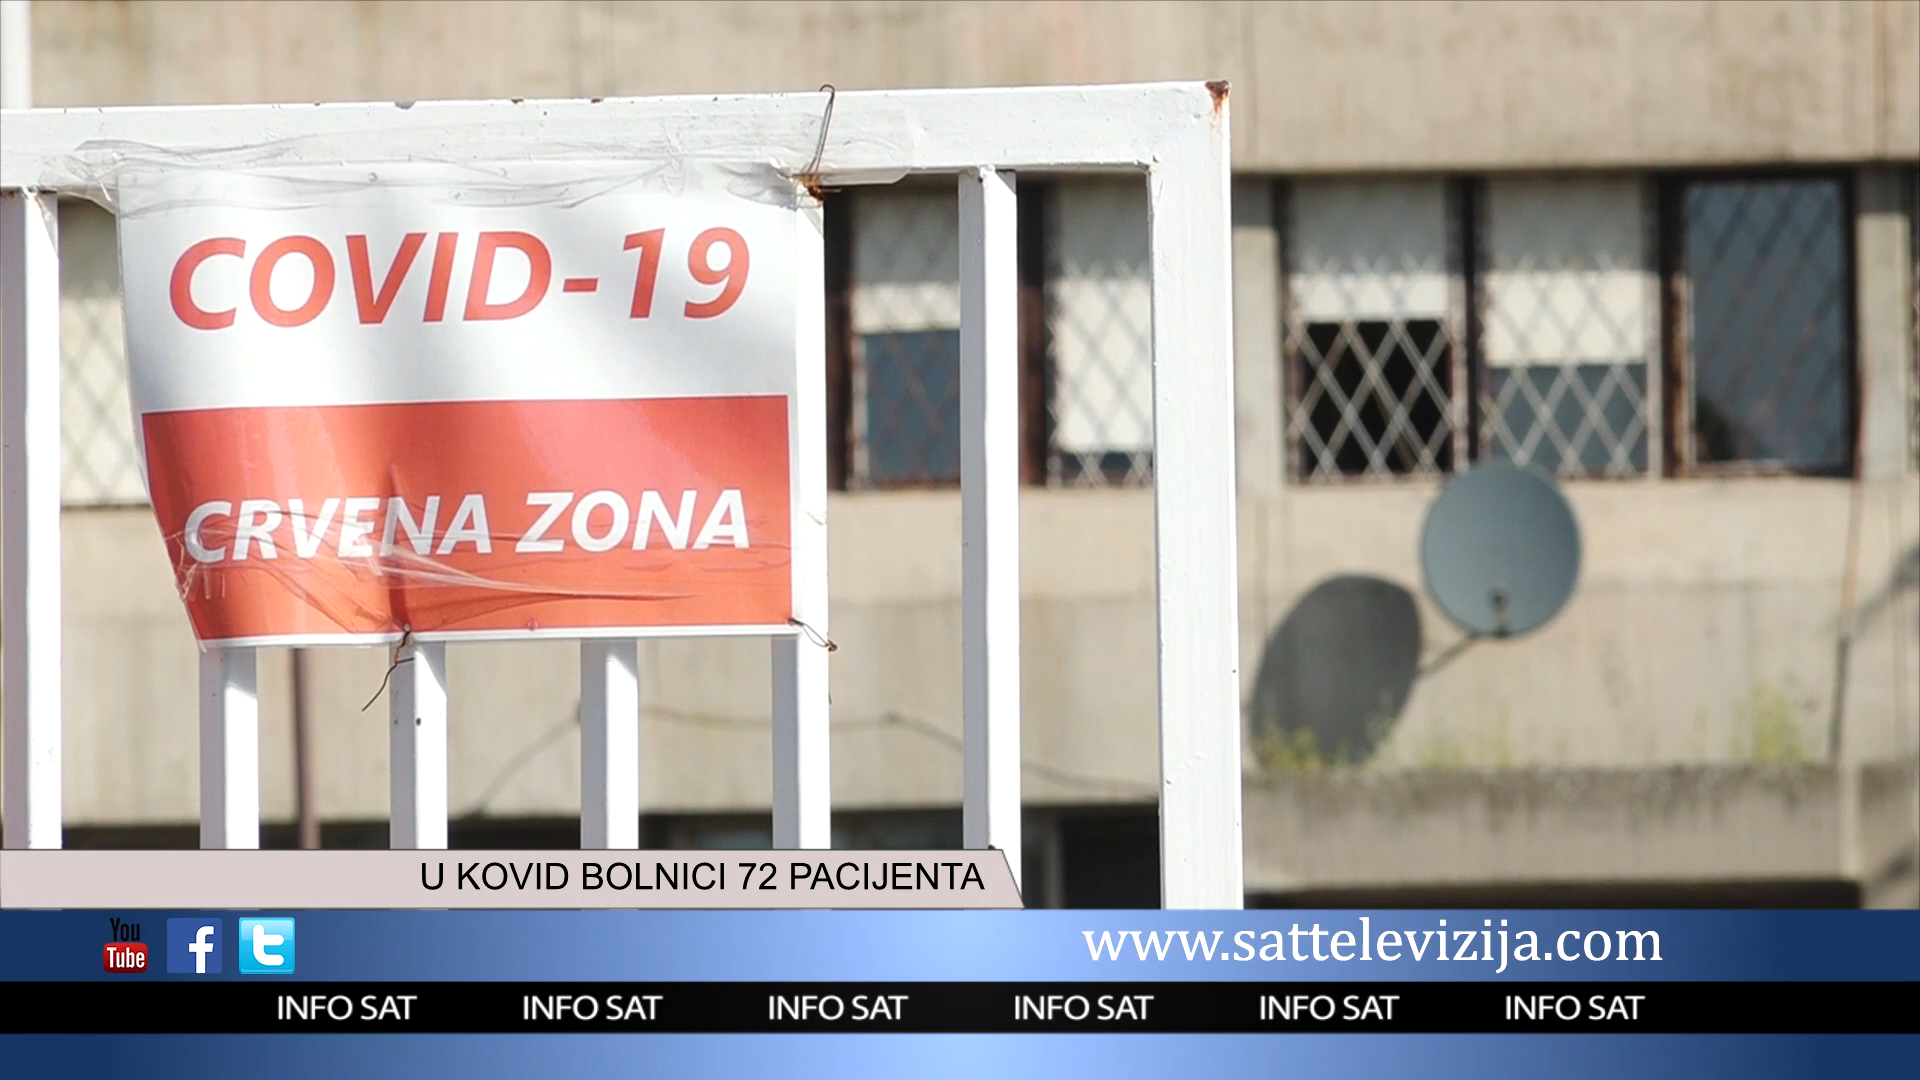 COVID-19
CRVENA ZONA
U KOVID BOLNICI 72 PACIJENTA
You
Tube
www.sattelevizija.com
INFO SAT INFO SAT INFO SAT INFO SAT INFO SAT INFO SAT